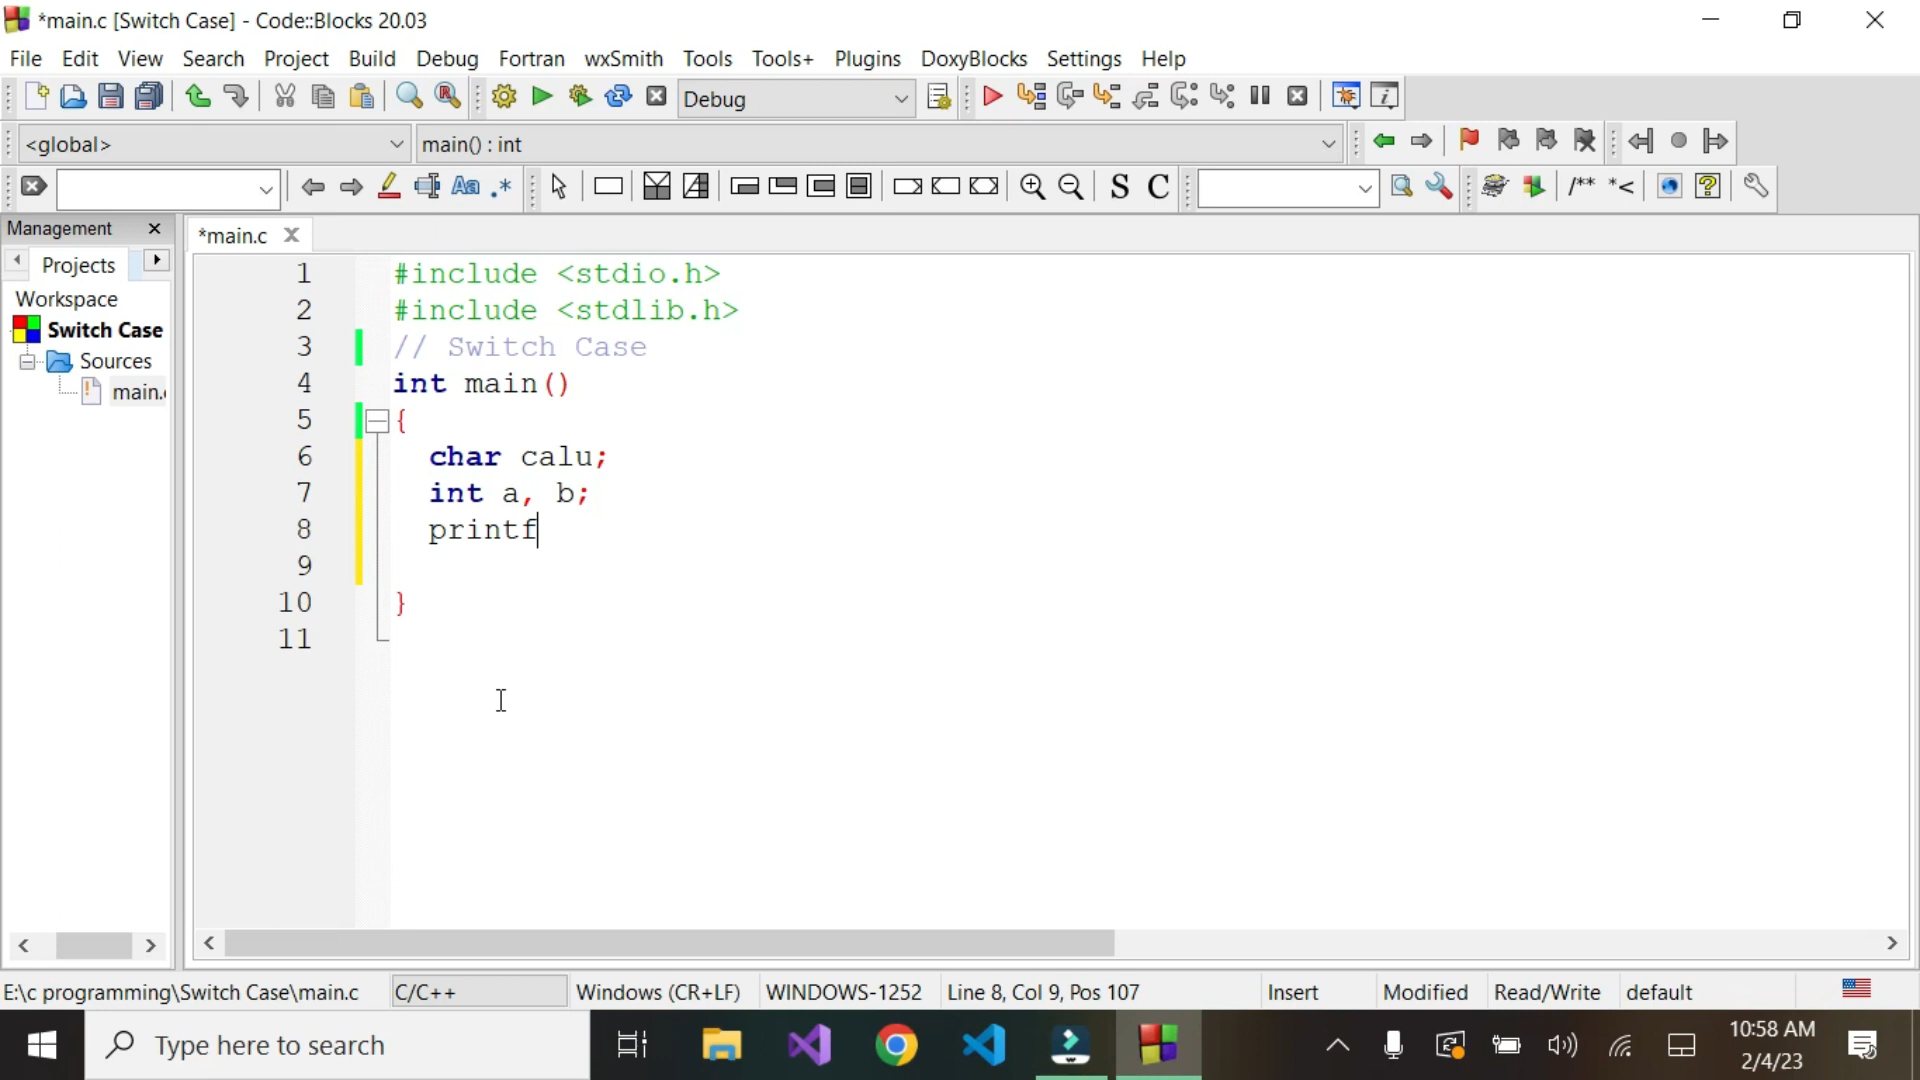 *main.c [Switch Case] - Code::Blocks 20.03
File Edit View Search Project Build Debug Fortran wxSmith Tools Tools+ Plugins DoxyBlocks Settings Help
Debug
<global> main() : int
S C /** *<
Management
*main.c
Projects
Workspace
Switch Case
Sources
main.
1 #include <stdio.h>
2 #include <stdlib.h>
3 // Switch Case
4 int main()
5 {
6 char calu;
7 int a, b;
8 printf
9
10 }
11
E:\c programming\Switch Case\main.c C/C++ Windows (CR+LF) WINDOWS-1252 Line 8, Col 9, Pos 107 Insert Modified Read/Write default
Type here to search
10:58 AM
2/4/23